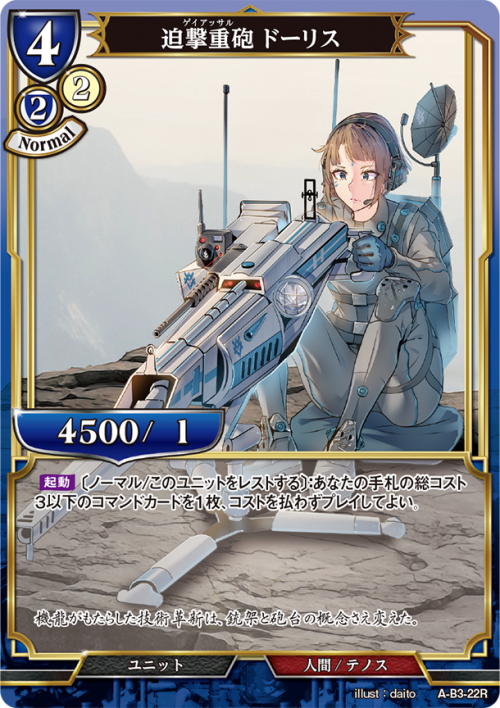 4
ゲイアッサル
迫撃重砲 ドーリス
2
2
Normal
4500/ 1
起動 〔ノーマル/このユニットをレストする〕:あなたの手札の総コスト
3以下のコマンドカードを1枚、コストを払わずプレイしてよい。
機龍がもたらした技術革新は、銃架と砲台の概念さえ変えた。
ユニット
人間 / テノス
illust : daito A-B3-22R